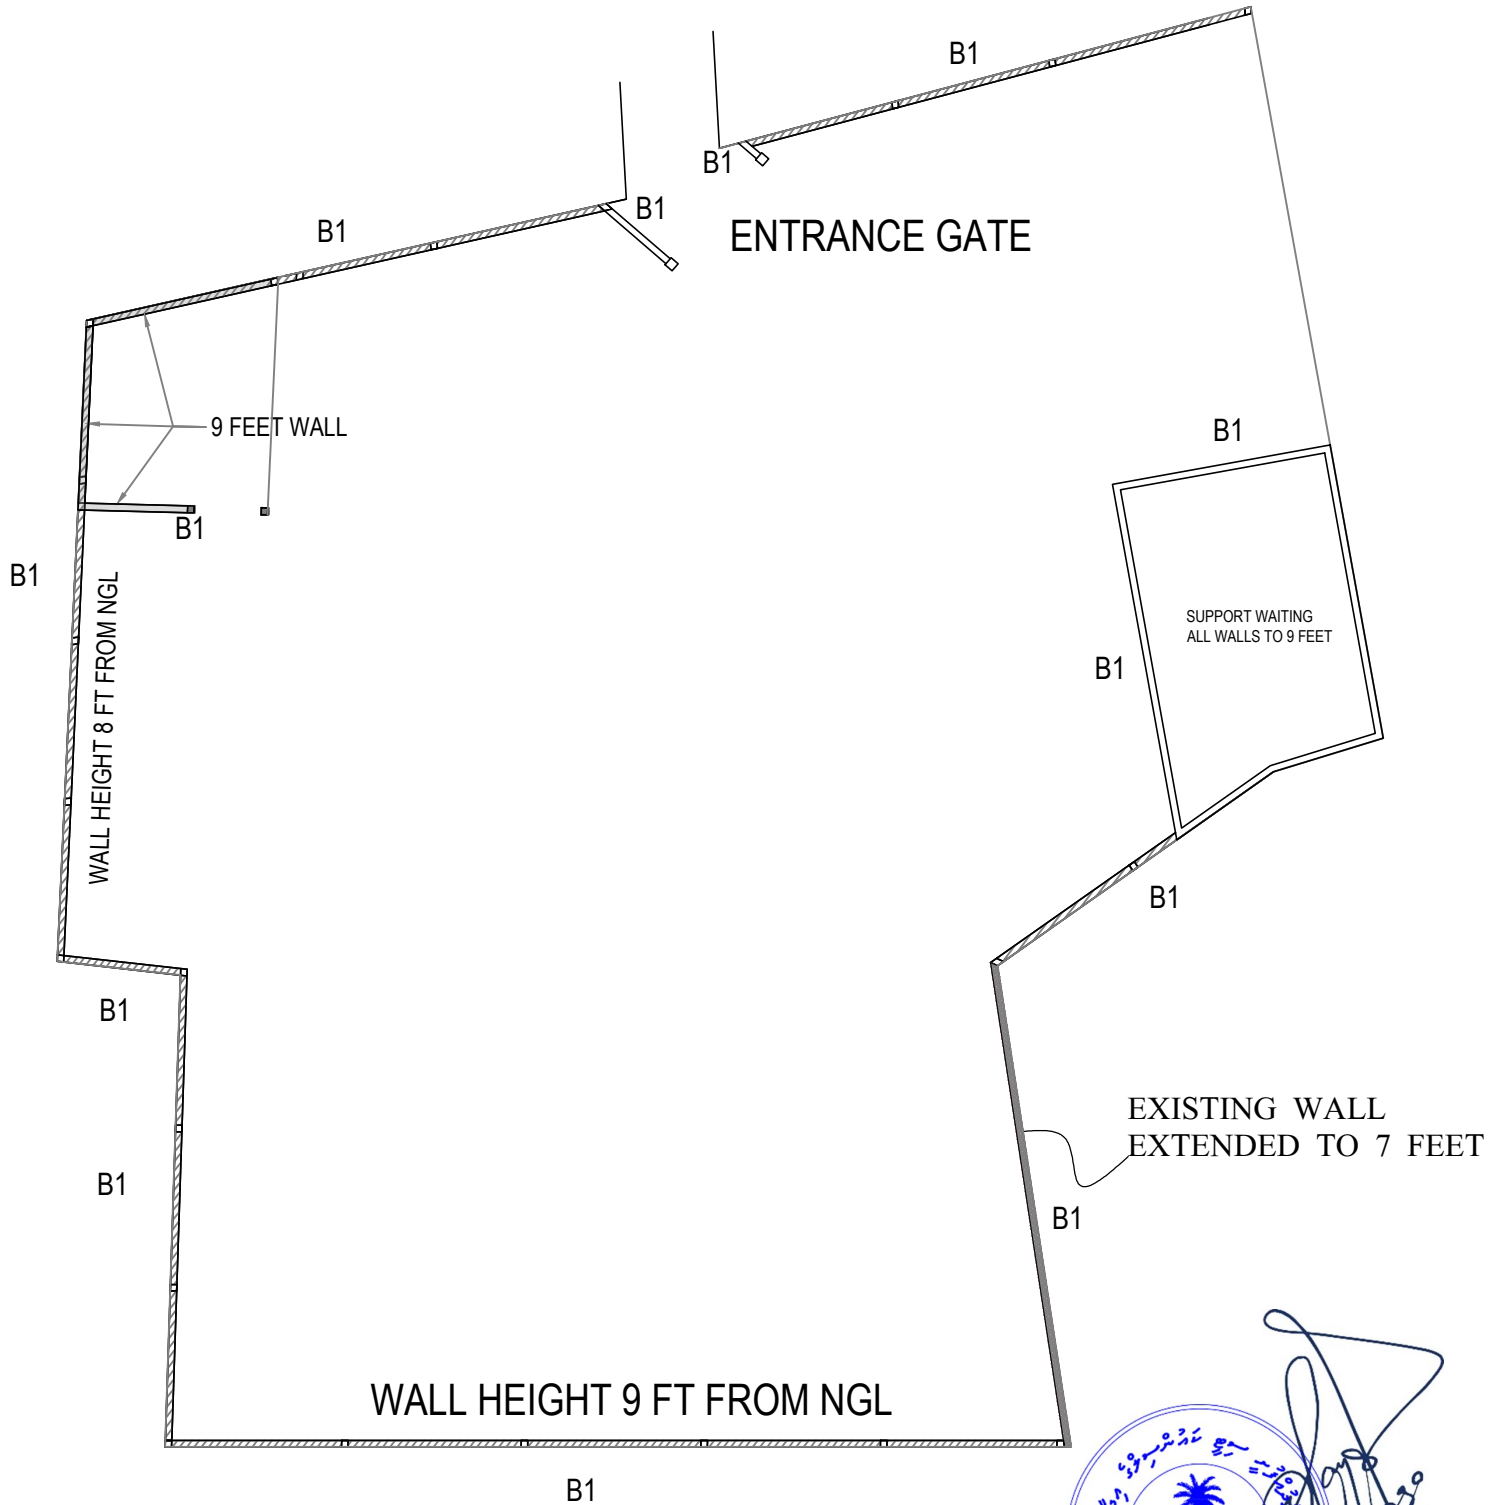 B1
B1
B1
B1
ENTRANCE GATE
9 FEET WALL
B1
B1
B1
WALL HEIGHT 8 FT FROM NGL
SUPPORT WAITING
ALL WALLS TO 9 FEET
B1
B1
B1
EXISTING WALL
EXTENDED TO 7 FEET
B1
B1
WALL HEIGHT 9 FT FROM NGL
B1